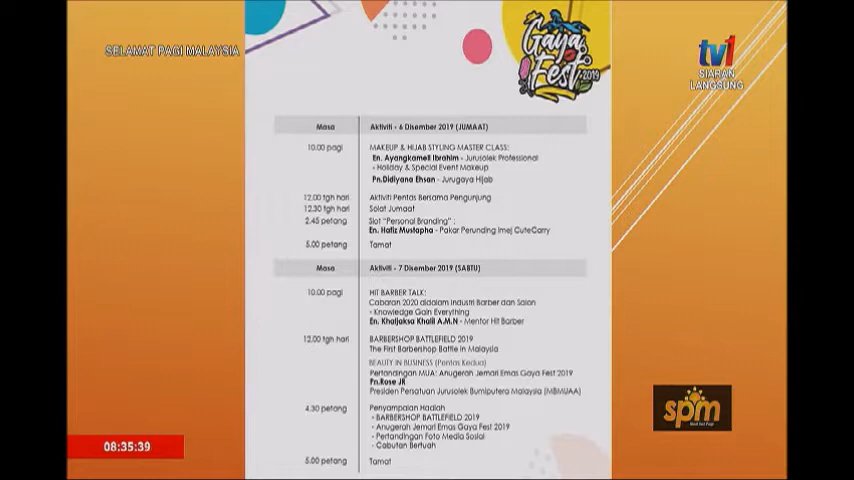 SELAMAT PAGI MALAYSIA
Gaya
Fest
2019
tv1
SIARAN
LANGSUNG
Masa Aktiviti - 6 Disember 2019 (JUMAAT)
10.00 pagi MAKEUP & HIJAB STYLING MASTER CLASS:
En. Ayangkamell Ibrahim - Jurusolek Professional
- Holiday & Special Event Makeup
Pn.Didiyana Ehsan - Jurugaya Hijab
12.00 tgh hari Aktiviti Pentas Bersama Pengunjung
12.30 tgh hari Solat Jumaat
2.45 petang Slot "Personal Branding" :
En. Hafiz Mustapha - Pakar Perunding Imej CuteCarry
5.00 petang Tamat
Masa Aktiviti - 7 Disember 2019 (SABTU)
10.00 pagi HIT BARBER TALK:
Cabaran 2020 didalam Industri Barber dan Salon
- Knowledge Gain Everything
En. Khaljaksa Khalil A.M.N - Mentor Hit Barber
12.00 tgh hari BARBERSHOP BATTLEFIELD 2019
The First Barbershop Battle in Malaysia
BEAUTY IN BUSINESS (Pentas Kedua)
Pertandingan MUA: Anugerah Jemari Emas Gaya Fest 2019
Pn.Rose JK
Presiden Persatuan Jurusolek Bumiputera Malaysia (MBMUAA)
4.30 petang Penyampaian Hadiah
- BARBERSHOP BATTLEFIELD 2019
- Anugerah Jemari Emas Gaya Fest 2019
- Pertandingan Foto Media Sosial
- Cabutan Bertuah
5.00 petang Tamat
spm
08:35:39